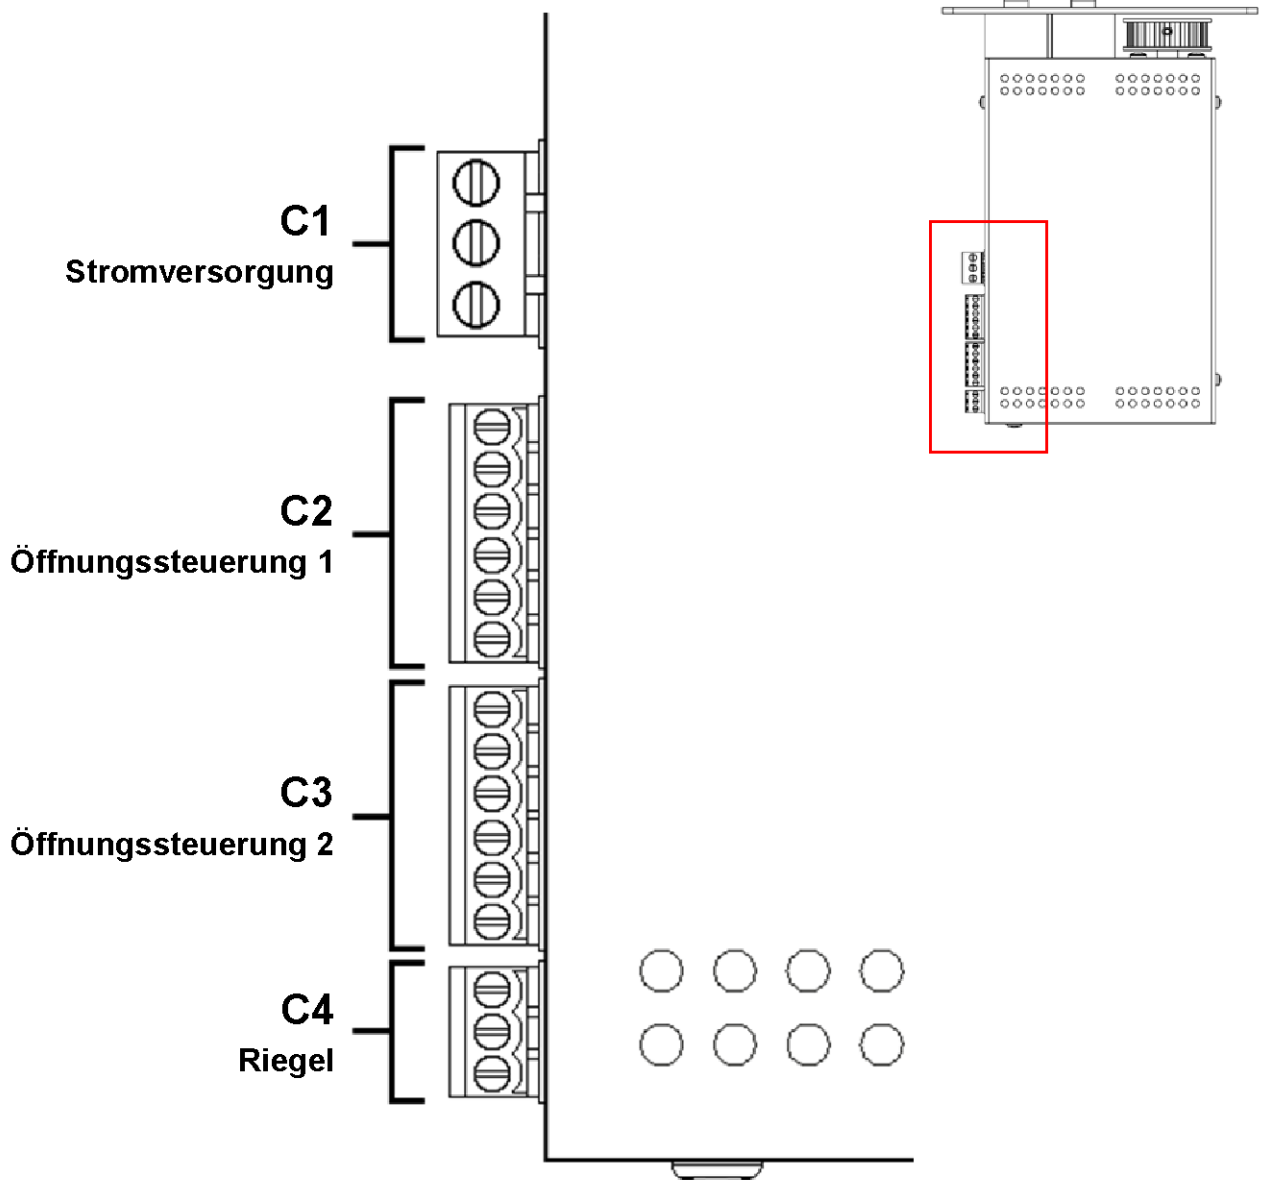 C1
Stromversorgung
C2
Öffnungssteuerung 1
C3
Öffnungssteuerung 2
C4
Riegel